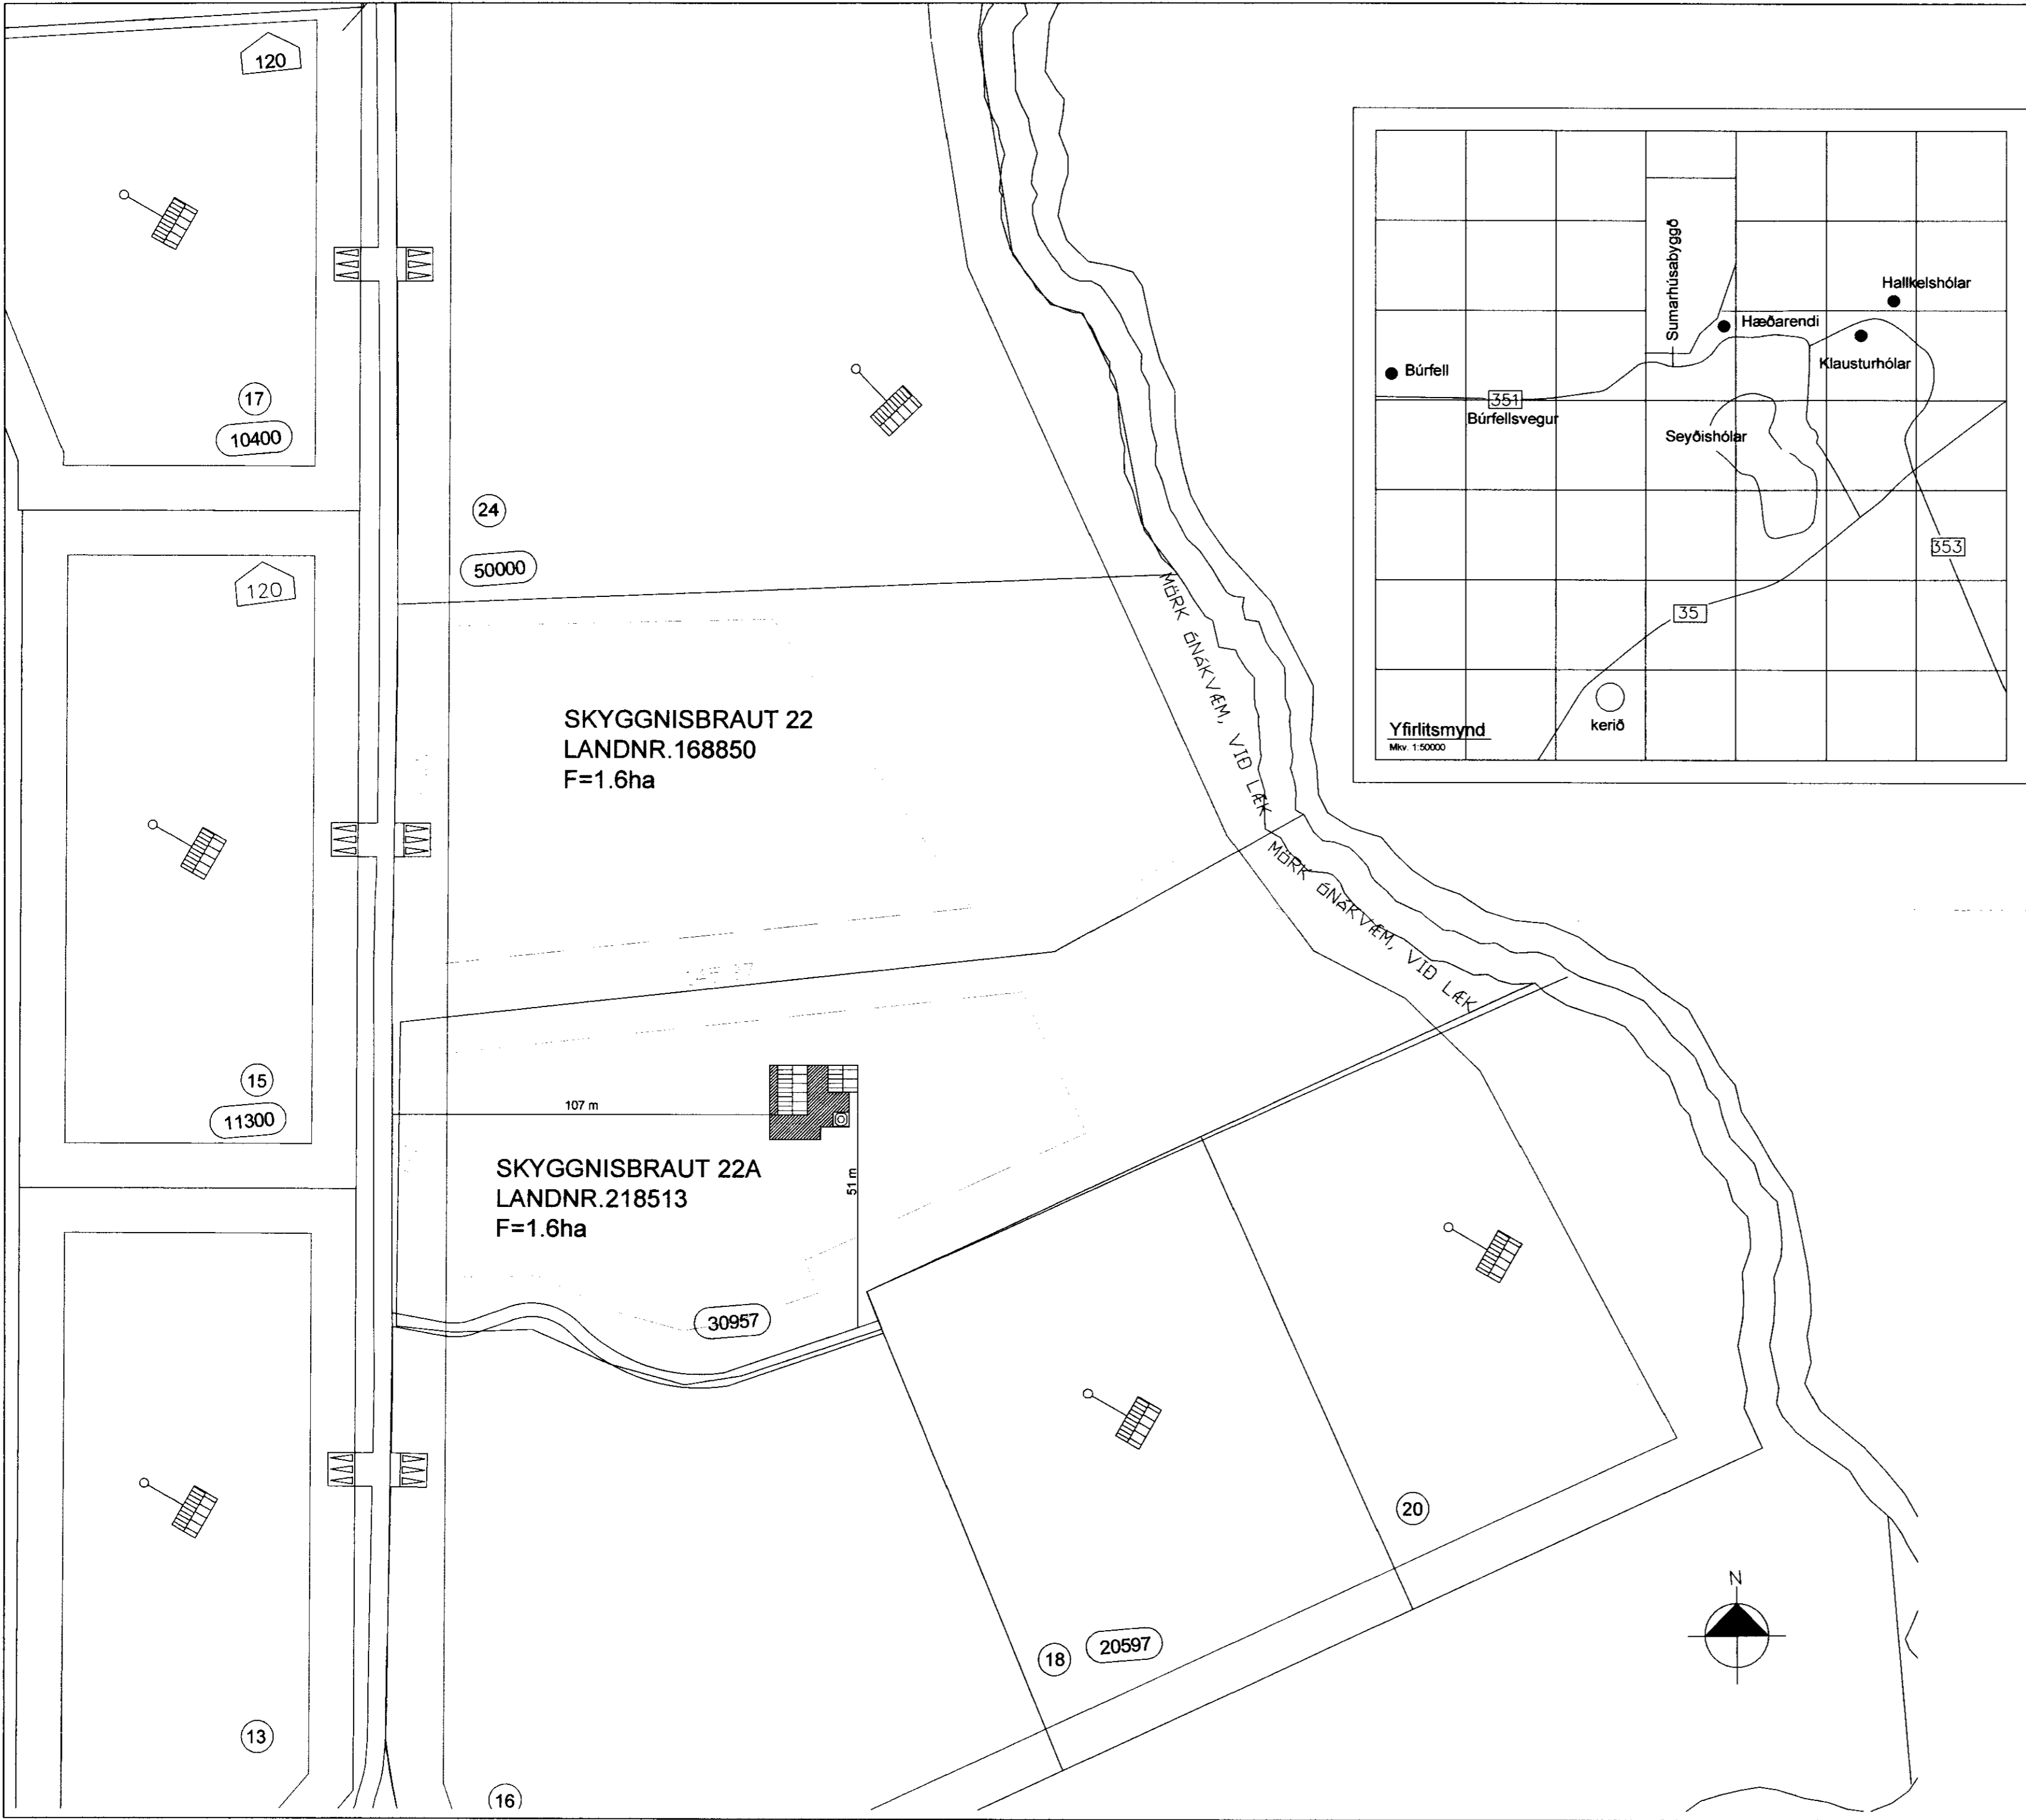 120
17
10400
24
50000
120
SKYGGNISBRAUT 22
LANDNR.168850
F=1.6ha
MÖRK ÓNÁKVÆM, VIÐ LÆK
MÖRK ÓNÁKVÆM, VIÐ LÆK
15
11300
107 m
51 m
SKYGGNISBRAUT 22A
LANDNR.218513
F=1.6ha
30957
20
18
20597
13
16
N
Sumarhúsabyggð
Hallkelshólar
Hæðarendi
Klausturhólar
Búrfell
351
Búrfellsvegur
Seyðishólar
353
35
kerið
Yfirlitsmynd
Mkv. 1:50000